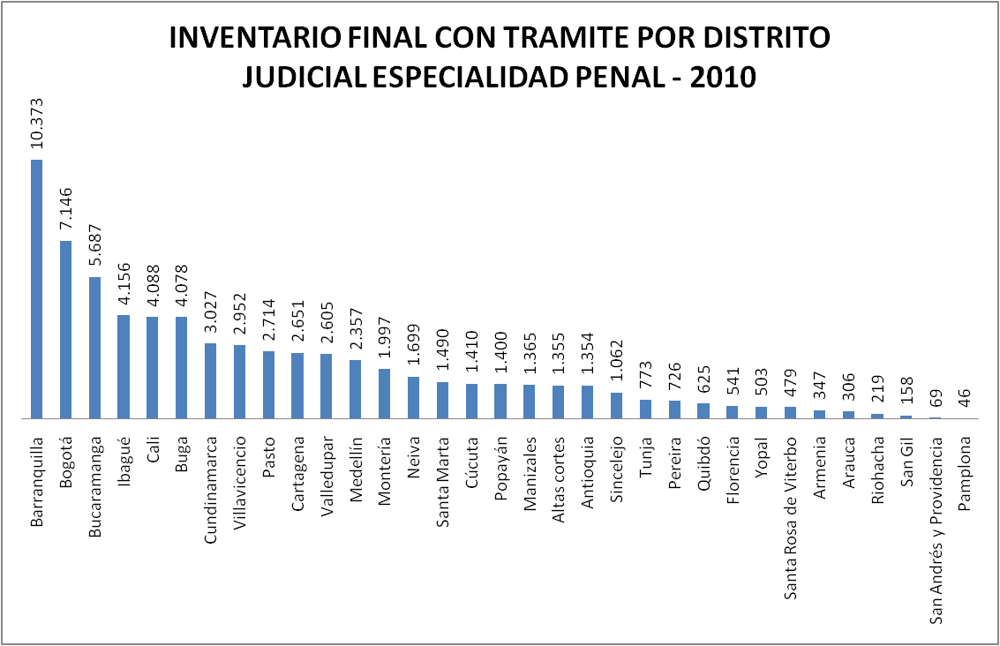 INVENTARIO FINAL CON TRAMITE POR DISTRITO
JUDICIAL ESPECIALIDAD PENAL - 2010
10.373
7.146
5.687
4.156
4.088
4.078
3.027
2.952
2.714
2.651
2.605
2.357
1.997
1.699
1.490
1.410
1.400
1.365
1.355
1.354
1.062
773
726
625
541
503
479
347
306
219
158
69
46
Barranquilla
Bogotá
Bucaramanga
Ibagué
Cali
Buga
Cundinamarca
Villavicencio
Pasto
Cartagena
Valledupar
Medellín
Montería
Neiva
Santa Marta
Cúcuta
Popayán
Manizales
Altas cortes
Antioquia
Sincelejo
Tunja
Pereira
Quibdó
Florencia
Yopal
Santa Rosa de Viterbo
Armenia
Arauca
Riohacha
San Gil
San Andrés y Providencia
Pamplona